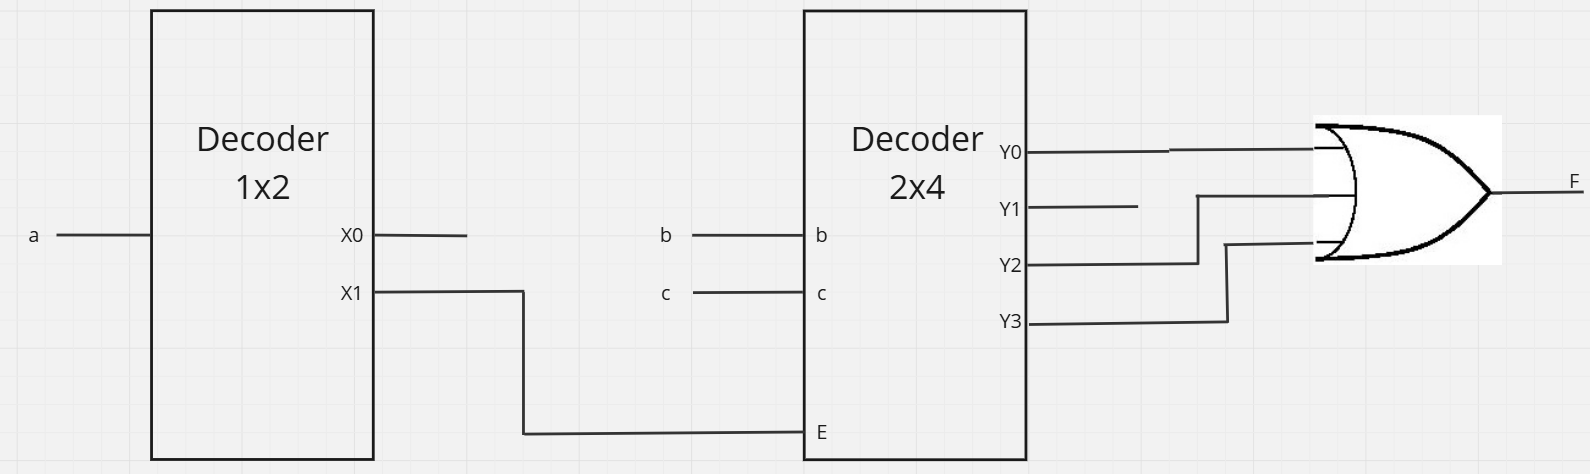 Decoder
1x2
a
X0
X1
Decoder
2x4
b
c
b
c
E
Y0
Y1
Y2
Y3
F